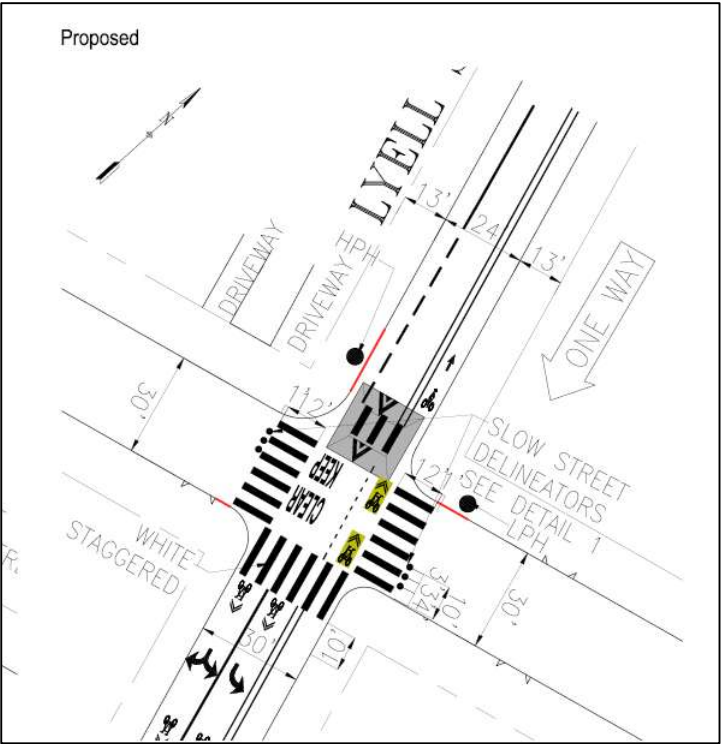 Proposed
N
LYELL
13'
24'
13'
DRIVEWAY
HPH
DRIVEWAY
ONE WAY
30'
12'
KEEP
CLEAR
12'
SLOW STREET
DELINEATORS
SEE DETAIL 1
LPH
WHITE
STAGGERED
3'
10'
30'
30'
10'